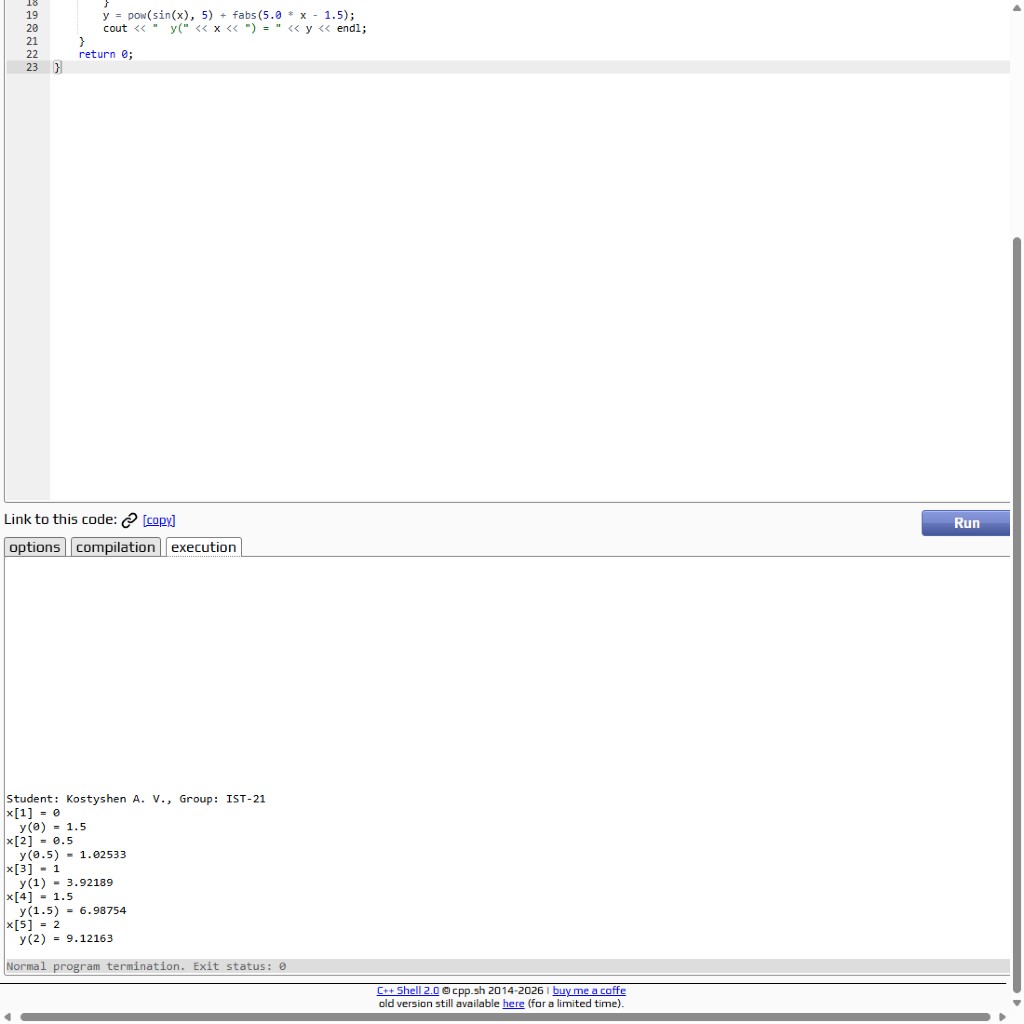 18 }
19 y = pow(sin(x), 5) + fabs(5.0 * x - 1.5);
20 cout << "  y(" << x << ") = " << y << endl;
21 }
22 return 0;
23 }
Link to this code: [copy]
Run
options compilation execution
Student: Kostyshen A. V., Group: IST-21
x[1] = 0
  y(0) = 1.5
x[2] = 0.5
  y(0.5) = 1.02533
x[3] = 1
  y(1) = 3.92189
x[4] = 1.5
  y(1.5) = 6.98754
x[5] = 2
  y(2) = 9.12163
Normal program termination. Exit status: 0
C++ Shell 2.0 © cpp.sh 2014-2026 | buy me a coffe
old version still available here (for a limited time).